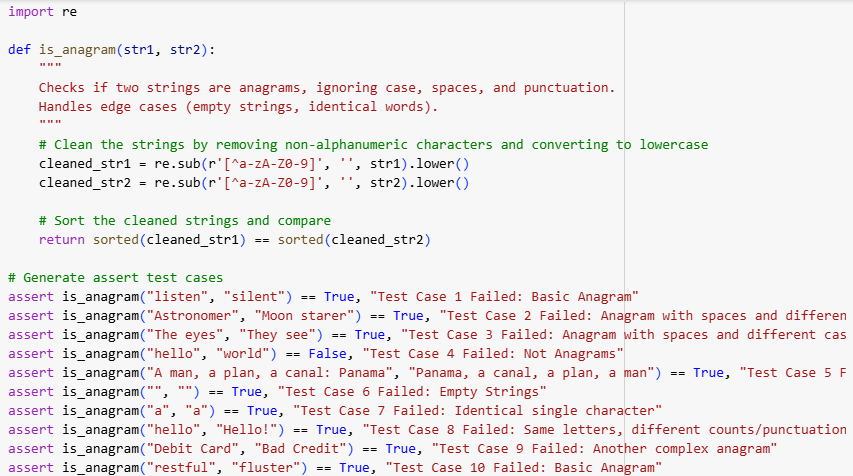 import re
def is_anagram(str1, str2):
"""
Checks if two strings are anagrams, ignoring case, spaces, and punctuation.
Handles edge cases (empty strings, identical words).
"""
# Clean the strings by removing non-alphanumeric characters and converting to lowercase
cleaned_str1 = re.sub(r'[^a-zA-Z0-9]', '', str1).lower()
cleaned_str2 = re.sub(r'[^a-zA-Z0-9]', '', str2).lower()
# Sort the cleaned strings and compare
return sorted(cleaned_str1) == sorted(cleaned_str2)
# Generate assert test cases
assert is_anagram("listen", "silent") == True, "Test Case 1 Failed: Basic Anagram"
assert is_anagram("Astronomer", "Moon starer") == True, "Test Case 2 Failed: Anagram with spaces and differen
assert is_anagram("The eyes", "They see") == True, "Test Case 3 Failed: Anagram with spaces and different cas
assert is_anagram("hello", "world") == False, "Test Case 4 Failed: Not Anagrams"
assert is_anagram("A man, a plan, a canal: Panama", "Panama, a canal, a plan, a man") == True, "Test Case 5 F
assert is_anagram("", "") == True, "Test Case 6 Failed: Empty Strings"
assert is_anagram("a", "a") == True, "Test Case 7 Failed: Identical single character"
assert is_anagram("hello", "Hello!") == True, "Test Case 8 Failed: Same letters, different counts/punctuation
assert is_anagram("Debit Card", "Bad Credit") == True, "Test Case 9 Failed: Another complex anagram"
assert is_anagram("restful", "fluster") == True, "Test Case 10 Failed: Basic Anagram"